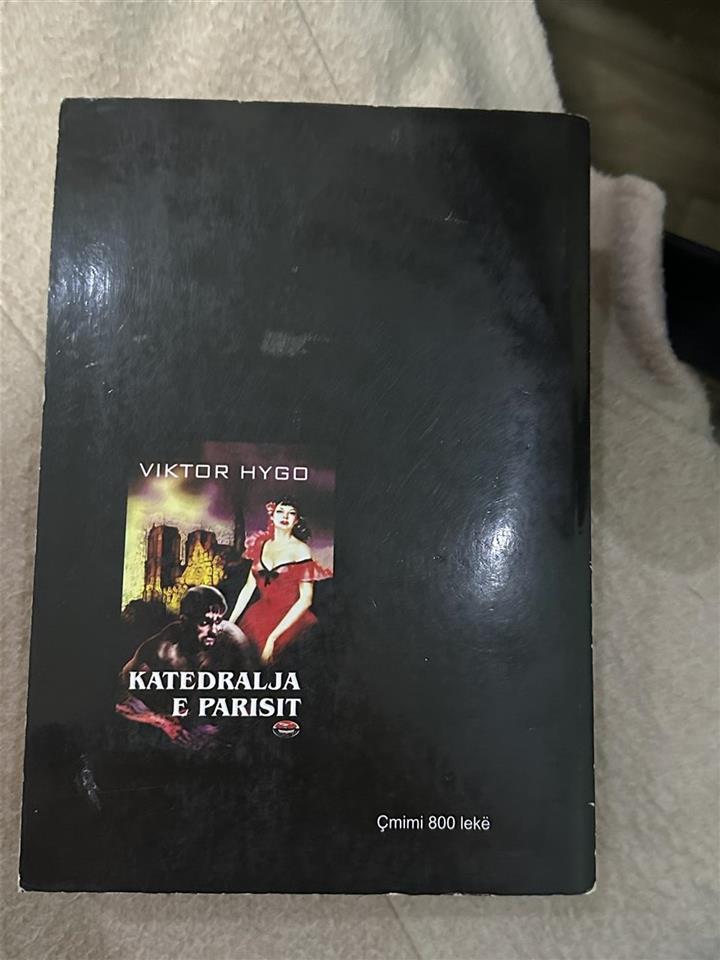 VIKTOR HYGO
KATEDRALJA
E PARISIT
Çmimi 800 lekë